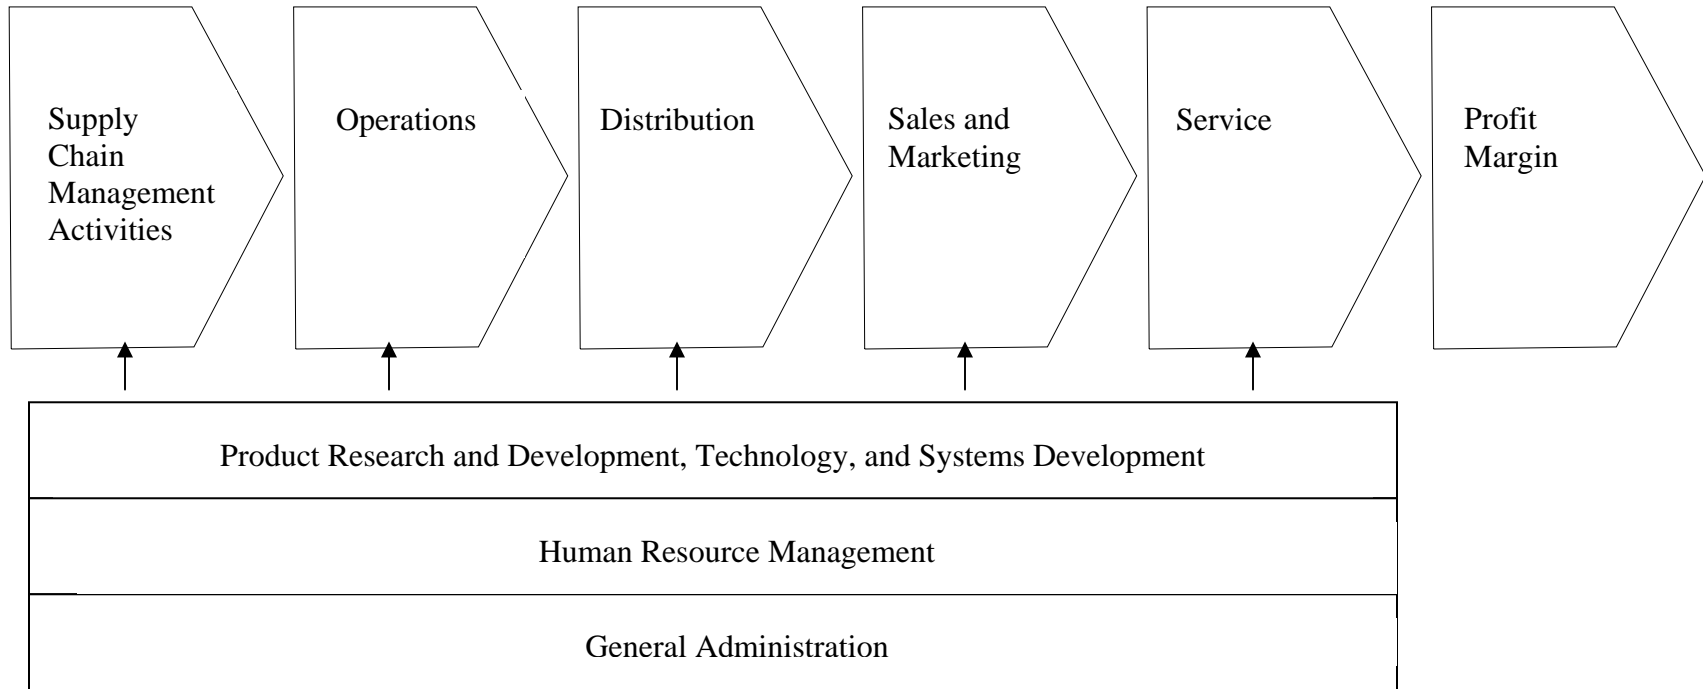 Supply
Chain
Management
Activities
Operations
Distribution
Sales and
Marketing
Service
Profit
Margin
Product Research and Development, Technology, and Systems Development
Human Resource Management
General Administration